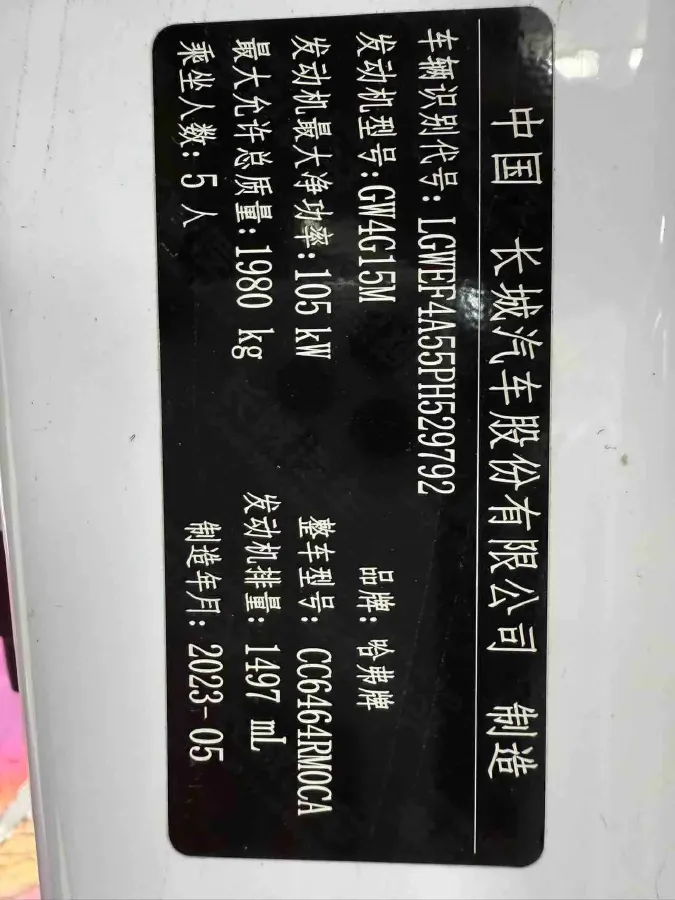 中国 长城汽车股份有限公司 制造
车辆识别代号:LGWEF4A55PH529792
发动机型号:GW4G15M 品牌:哈弗牌
发动机最大净功率:105 kW 整车型号:CC6464RM0CA
最大允许总质量:1980 kg 发动机排量:1497 mL
乘坐人数:5 人 制造年月:2023-05